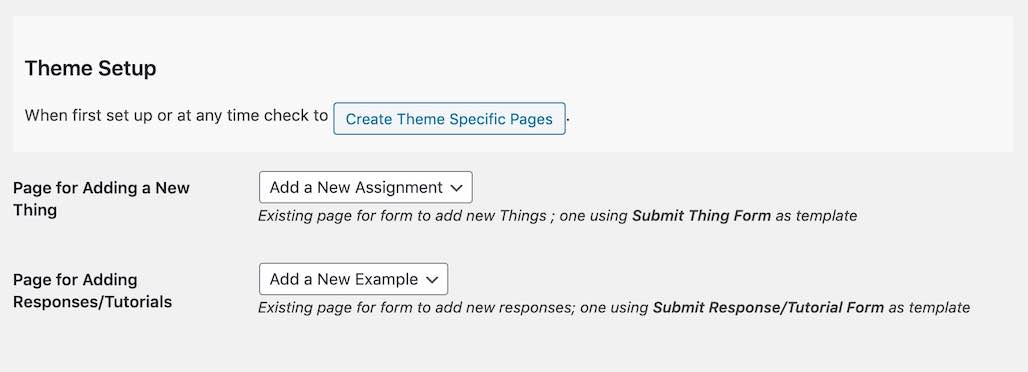 Theme Setup
When first set up or at any time check to Create Theme Specific Pages.
Page for Adding a New
Thing
Add a New Assignment
Existing page for form to add new Things ; one using Submit Thing Form as template
Page for Adding
Responses/Tutorials
Add a New Example
Existing page for form to add new responses; one using Submit Response/Tutorial Form as template